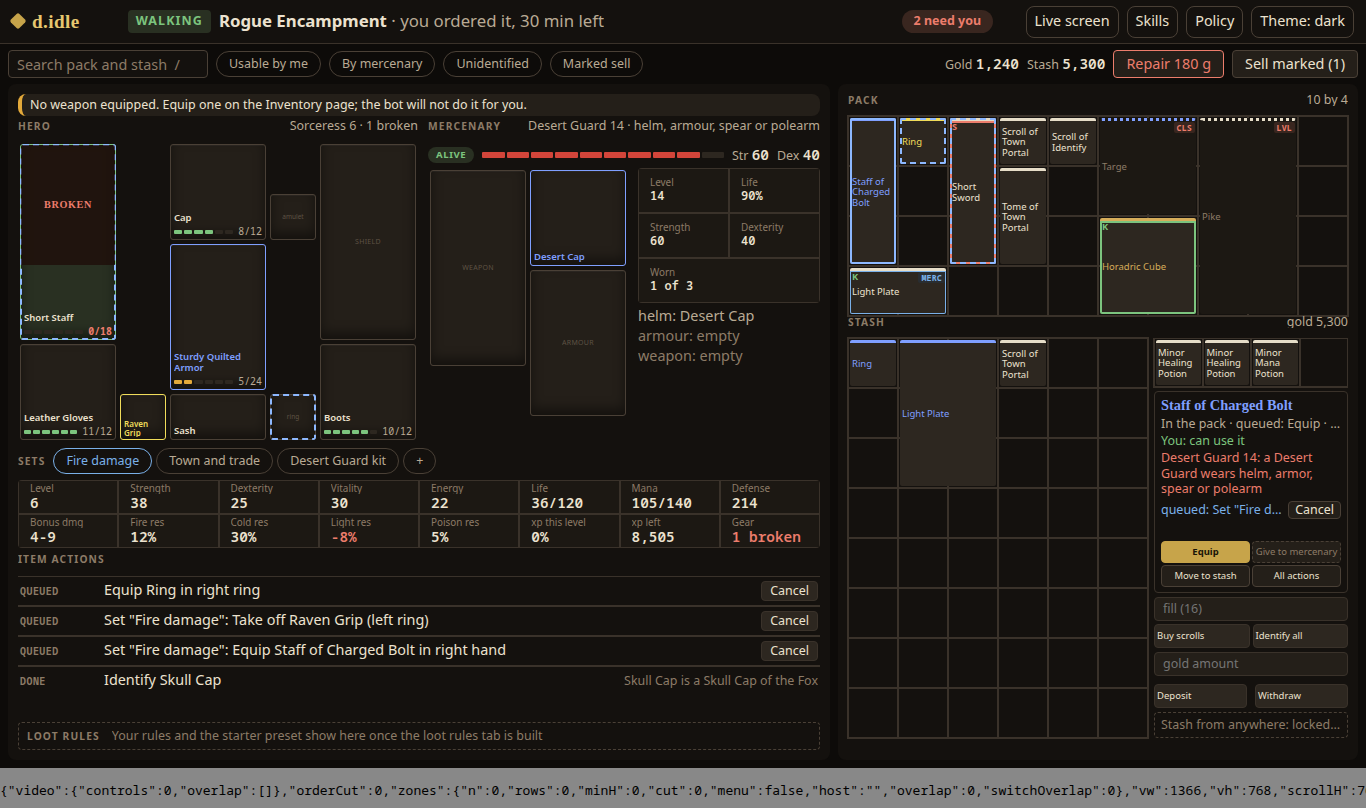 d.idle
WALKING Rogue Encampment · you ordered it, 30 min left
2 need you
Live screen Skills Policy Theme: dark
Search pack and stash /
Usable by me By mercenary Unidentified Marked sell
Gold 1,240 Stash 5,300 Repair 180 g Sell marked (1)
No weapon equipped. Equip one on the Inventory page; the bot will not do it for you.
HERO Sorceress 6 · 1 broken
BROKEN
Short Staff
0/18
Cap
8/12
amulet
SHIELD
Sturdy Quilted
Armor
5/24
Leather Gloves
11/12
Raven
Grip
Sash
ring
Boots
10/12
MERCENARY Desert Guard 14 · helm, armour, spear or polearm
ALIVE Str 60 Dex 40
WEAPON
Desert Cap
ARMOUR
Level
14
Life
90%
Strength
60
Dexterity
40
Worn
1 of 3
helm: Desert Cap
armour: empty
weapon: empty
SETS Fire damage Town and trade Desert Guard kit +
Level Strength Dexterity Vitality Energy Life Mana Defense
6 38 25 30 22 36/120 105/140 214
Bonus dmg Fire res Cold res Light res Poison res xp this level xp left Gear
4-9 12% 30% -8% 5% 0% 8,505 1 broken
ITEM ACTIONS
QUEUED Equip Ring in right ring Cancel
QUEUED Set "Fire damage": Take off Raven Grip (left ring) Cancel
QUEUED Set "Fire damage": Equip Staff of Charged Bolt in right hand Cancel
DONE Identify Skull Cap Skull Cap is a Skull Cap of the Fox
LOOT RULES Your rules and the starter preset show here once the loot rules tab is built
PACK 10 by 4
Staff of
Charged
Bolt
Ring
S
Short
Sword
Scroll of
Town
Portal
Scroll of
Identify
Tome of
Town
Portal
CLS
Targe
LVL
Pike
K
Horadric Cube
K MERC
Light Plate
STASH gold 5,300
Ring
Light Plate
Scroll of
Town
Portal
Minor
Healing
Potion
Minor
Healing
Potion
Minor
Mana
Potion
Staff of Charged Bolt
In the pack · queued: Equip · ...
You: can use it
Desert Guard 14: a Desert
Guard wears helm, armor,
spear or polearm
queued: Set "Fire d... Cancel
Equip Give to mercenary
Move to stash All actions
fill (16)
Buy scrolls Identify all
gold amount
Deposit Withdraw
Stash from anywhere: locked...
{"video":{"controls":0,"overlap":[]},"orderCut":0,"zones":{"n":0,"rows":0,"minH":0,"cut":0,"menu":false,"host":"","overlap":0,"switchOverlap":0},"vw":1366,"vh":768,"scrollH":7